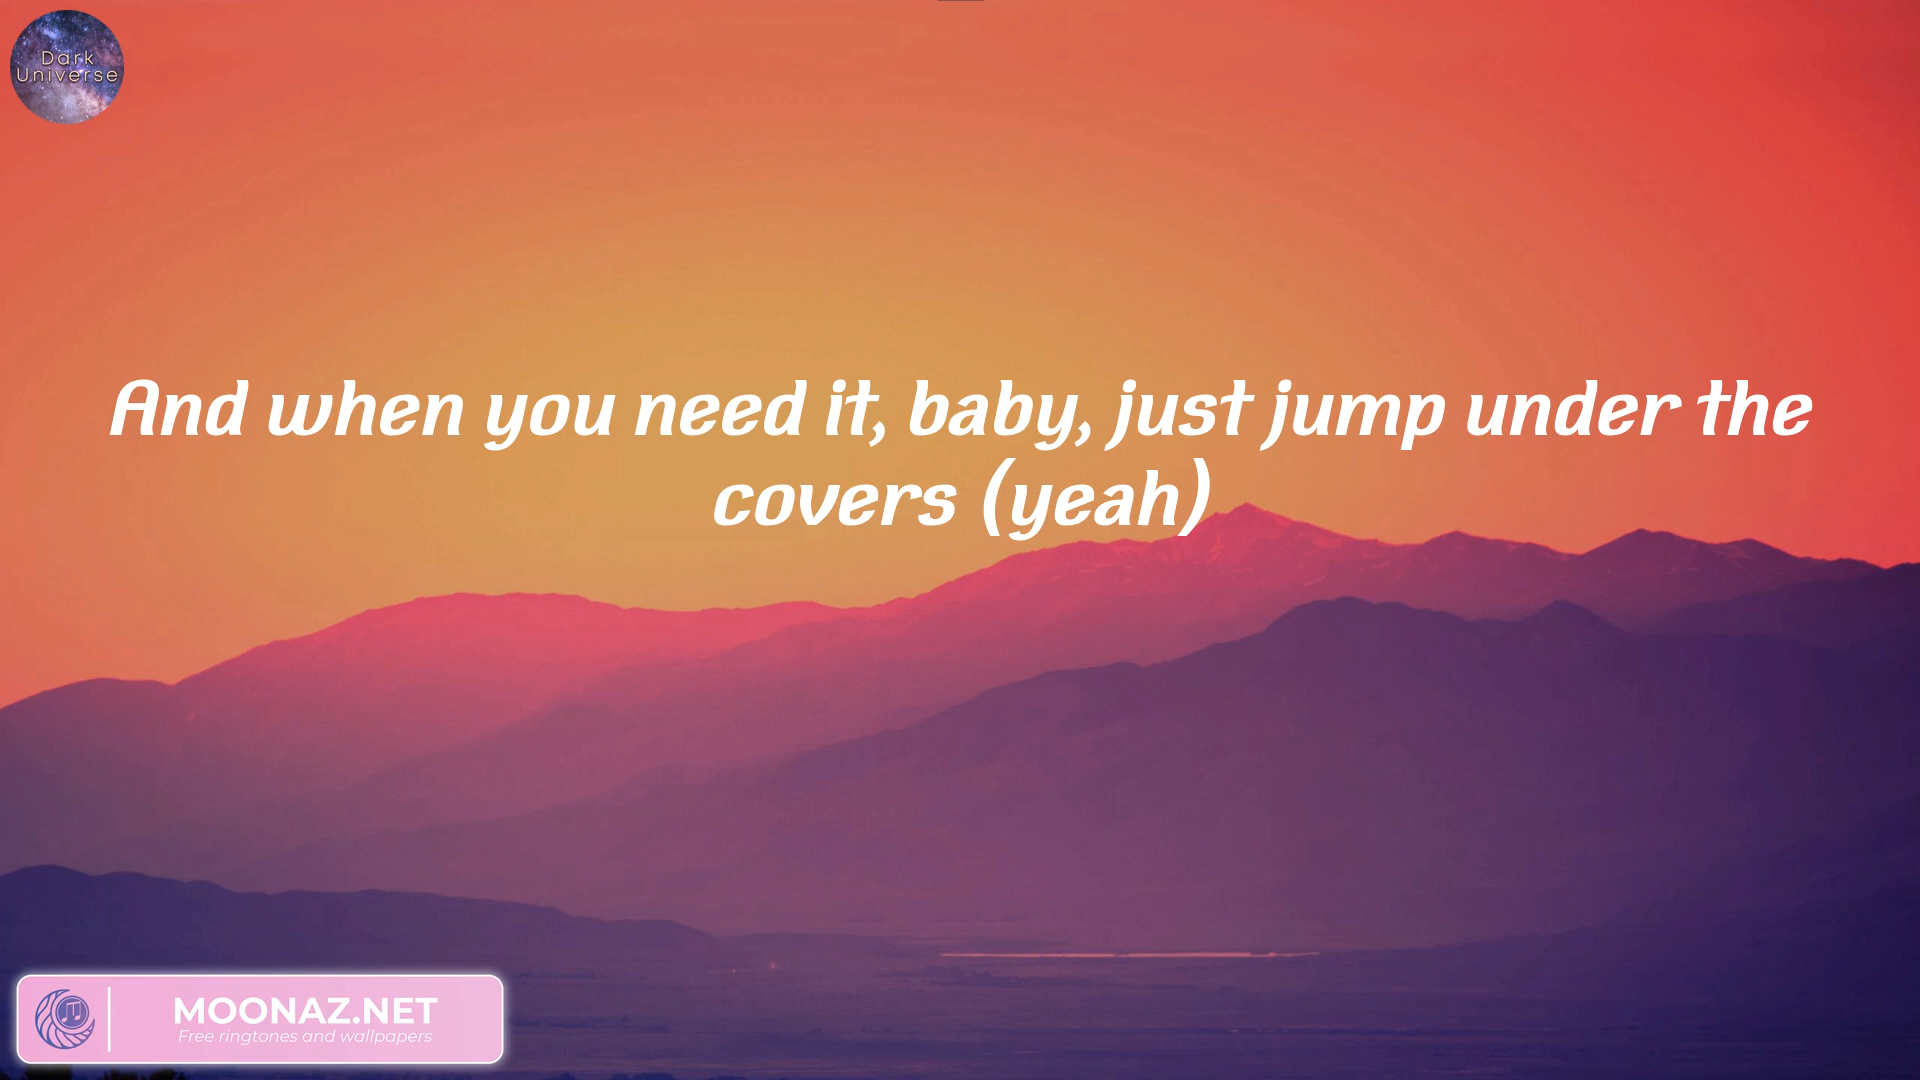 Dark
Universe
And when you need it, baby, just jump under the
covers (yeah)
MOONAZ.NET
Free ringtones and wallpapers